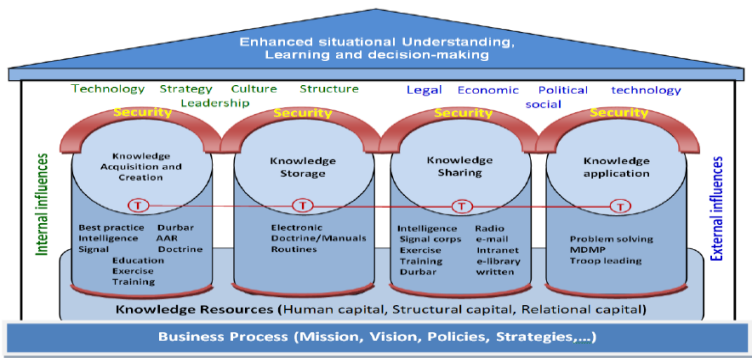 Enhanced situational Understanding,
Learning and decision-making
Technology Strategy Culture Structure
Leadership
Legal Economic Political technology
social
Security
Security
Security
Security
Internal influences
External influences
Knowledge
Acquisition and
Creation
Knowledge
Storage
Knowledge
Sharing
Knowledge
application
T
T
T
T
Best practice Durbar
Intelligence AAR
Signal Doctrine
Education
Exercise
Training
Electronic
Doctrine/Manuals
Routines
Intelligence Radio
Signal corps e-mail
Exercise Intranet
Training e-library
Durbar written
Problem solving
MDMP
Troop leading
Knowledge Resources (Human capital, Structural capital, Relational capital)
Business Process (Mission, Vision, Policies, Strategies,...)